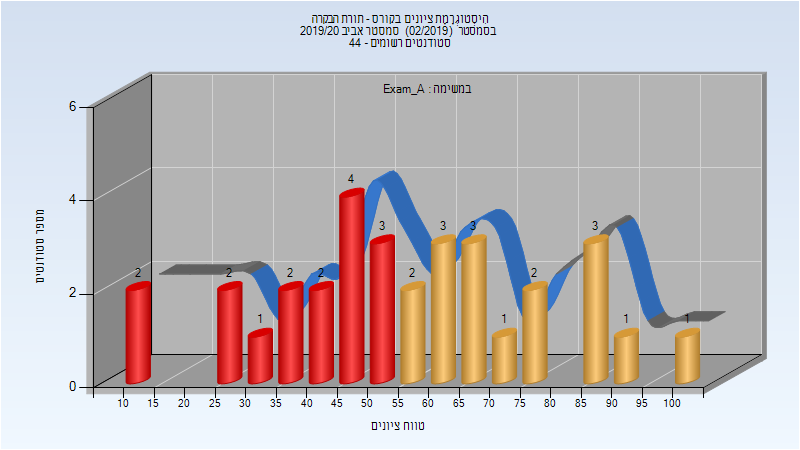 היסטוגרמת ציונים בקורס - תורת הבקרה
בסמסטר (02/2019) סמסטר אביב 2019/20
סטודנטים רשומים - 44
במשימה : Exam_A
מספר סטודנטים
6
4
2
0
2 2 1 2 2 4 3 2 3 3 1 2 3 1 1
10 15 20 25 30 35 40 45 50 55 60 65 70 75 80 85 90 95 100
טווח ציונים